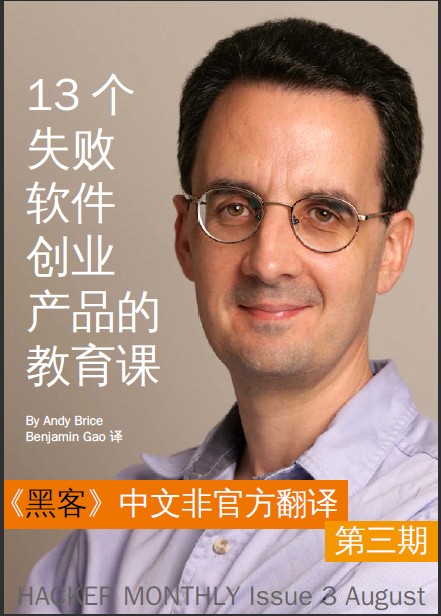 13 个
失败
软件
创业
产品的
教育课
By Andy Brice
Benjamin Gao 译
《黑客》中文非官方翻译
第三期
HACKER MONTHLY Issue 3 August